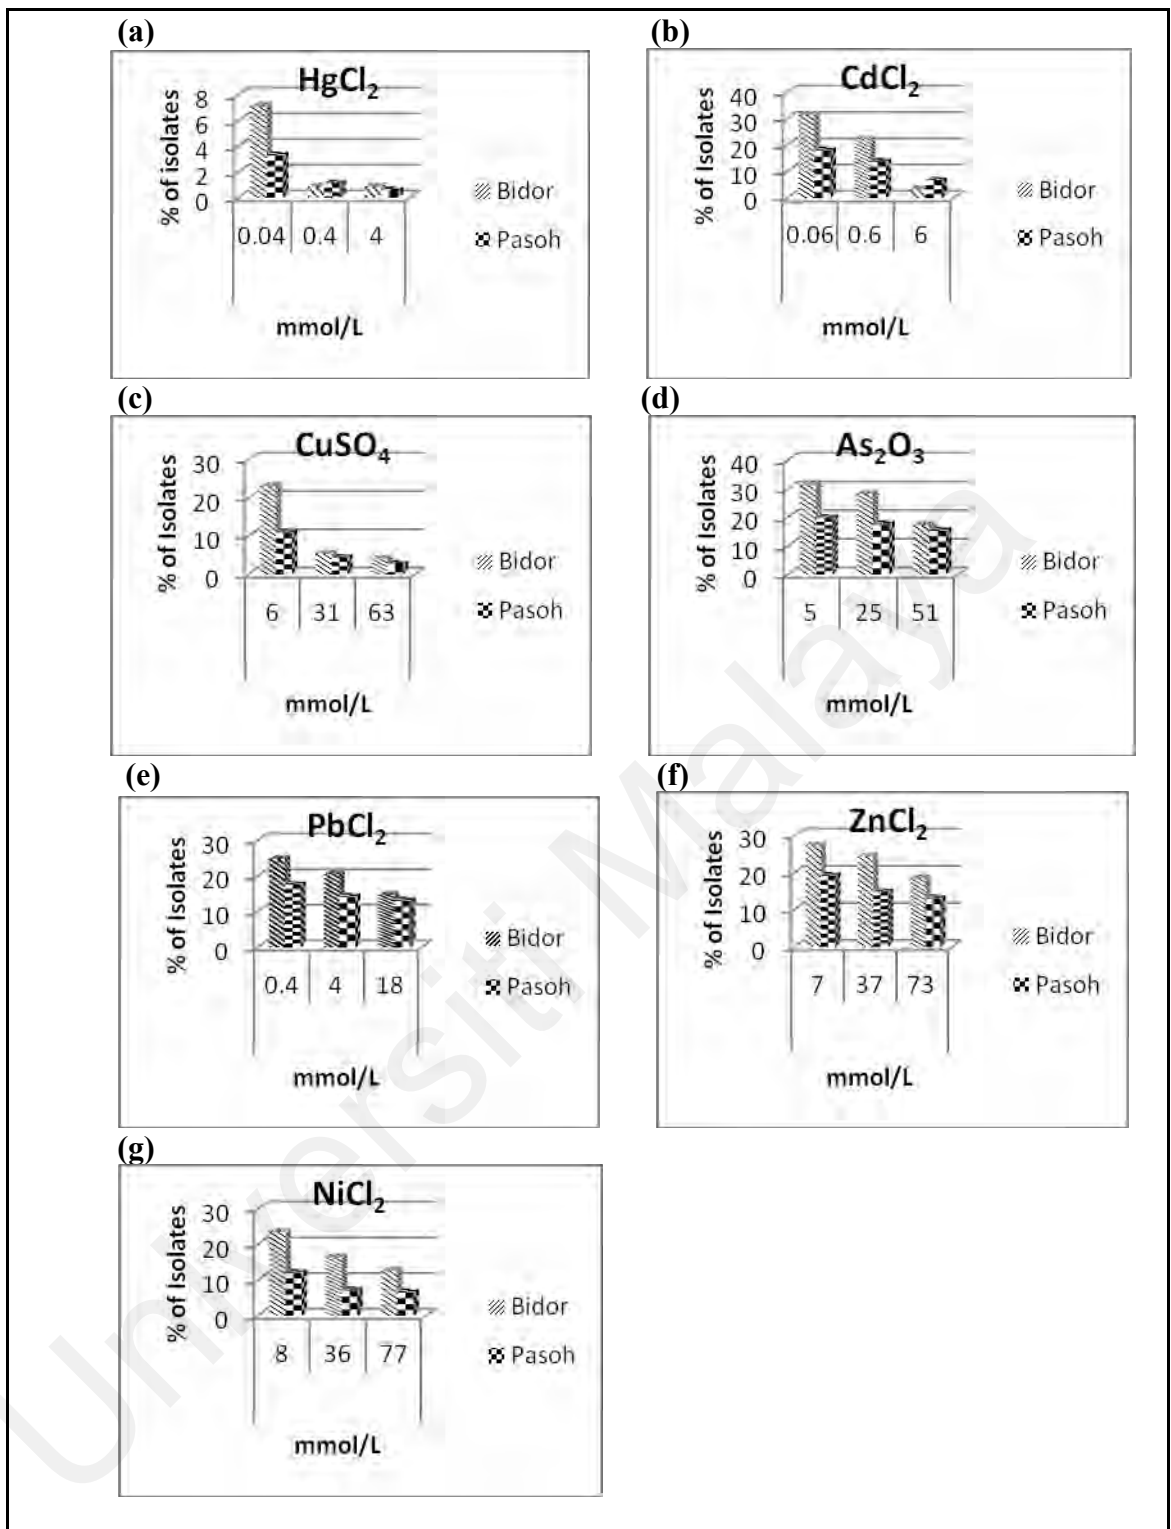 (a)
HgCl₂
% of isolates
8
6
4
2
0
0.04 0.4 4
mmol/L
Bidor
Pasoh
(b)
CdCl₂
% of isolates
40
30
20
10
0
0.06 0.6 6
mmol/L
Bidor
Pasoh
(c)
CuSO₄
% of Isolates
30
20
10
0
6 31 63
mmol/L
Bidor
Pasoh
(d)
As₂O₃
% of Isolates
40
30
20
10
0
5 25 51
mmol/L
Bidor
Pasoh
(e)
PbCl₂
% of Isolates
30
20
10
0
0.4 4 18
mmol/L
Bidor
Pasoh
(f)
ZnCl₂
% of Isolates
30
20
10
0
7 37 73
mmol/L
Bidor
Pasoh
(g)
NiCl₂
% of Isolates
30
20
10
0
8 36 77
mmol/L
Bidor
Pasoh
Universiti Malaya